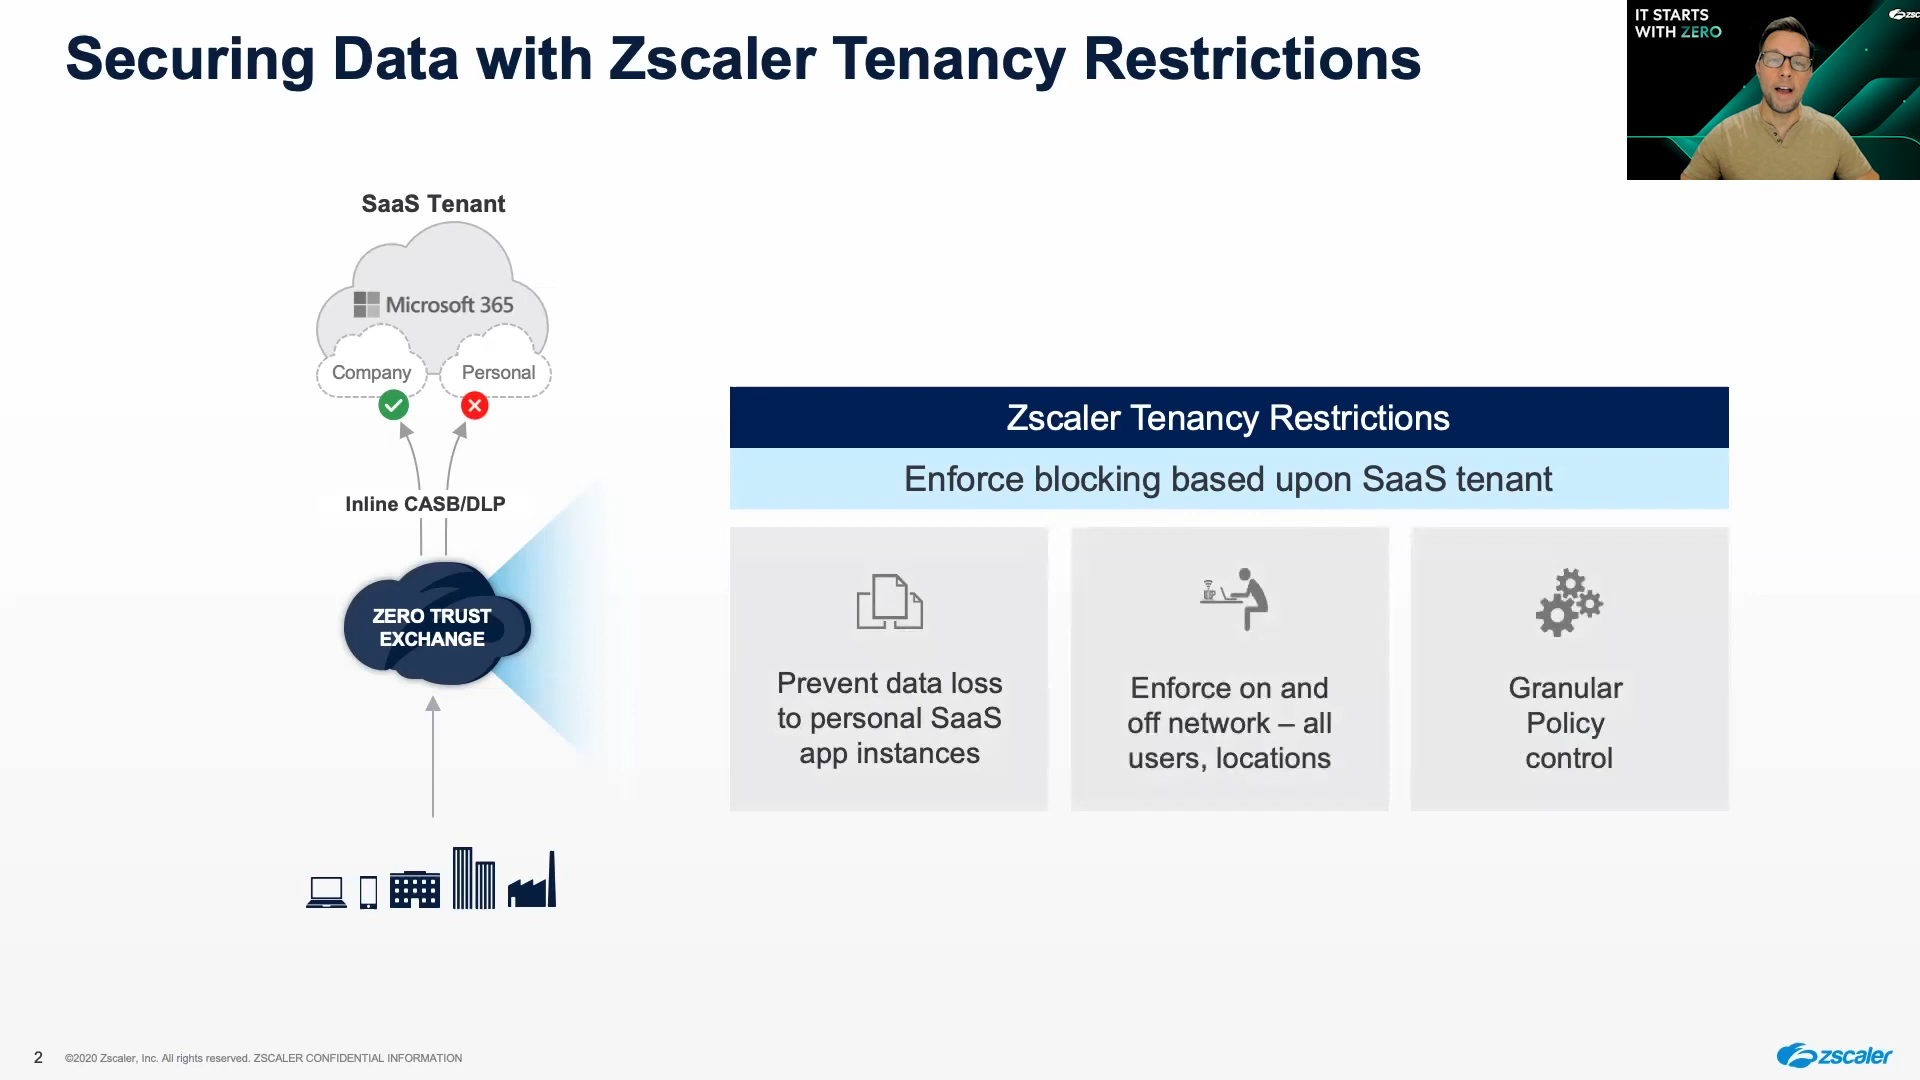 Securing Data with Zscaler Tenancy Restrictions
IT STARTS
WITH ZERO
SaaS Tenant
Microsoft 365
Company
Personal
Inline CASB/DLP
ZERO TRUST
EXCHANGE
Zscaler Tenancy Restrictions
Enforce blocking based upon SaaS tenant
Prevent data loss
to personal SaaS
app instances
Enforce on and
off network – all
users, locations
Granular
Policy
control
2
©2020 Zscaler, Inc. All rights reserved. ZSCALER CONFIDENTIAL INFORMATION
zscaler